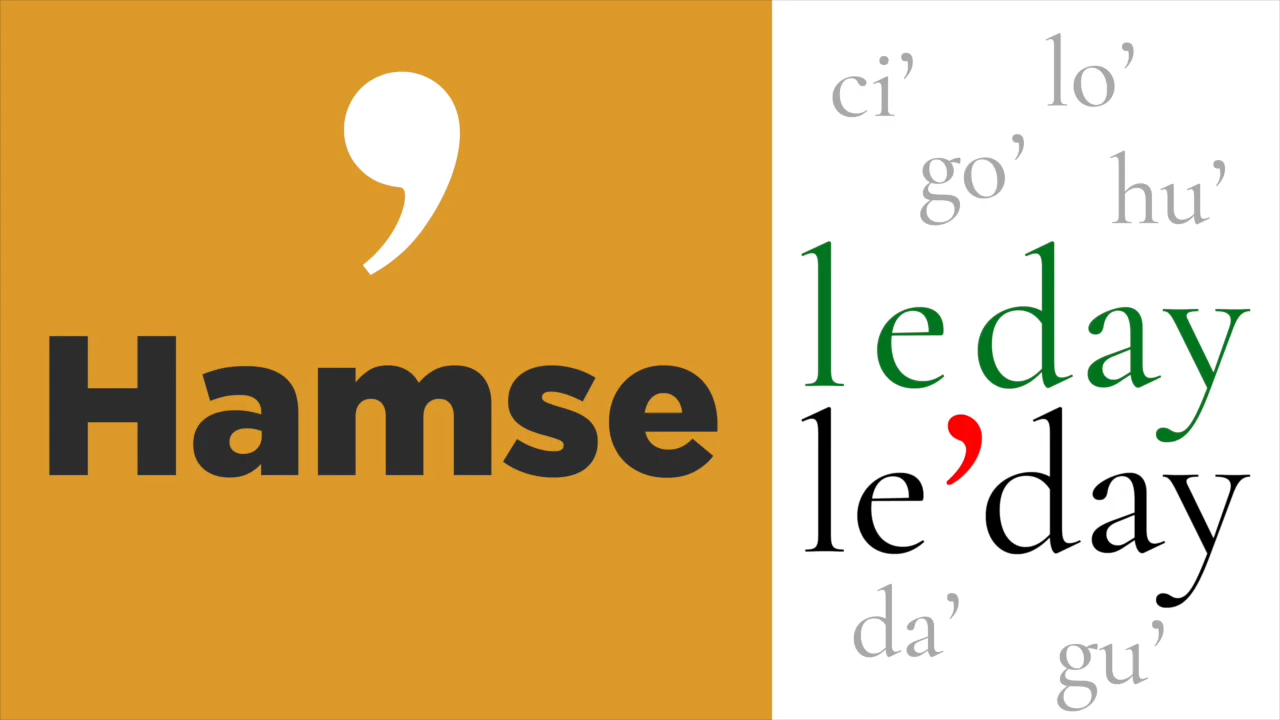 ’
Hamse
ci’
lo’
go’
hu’
leday
le’day
da’
gu’